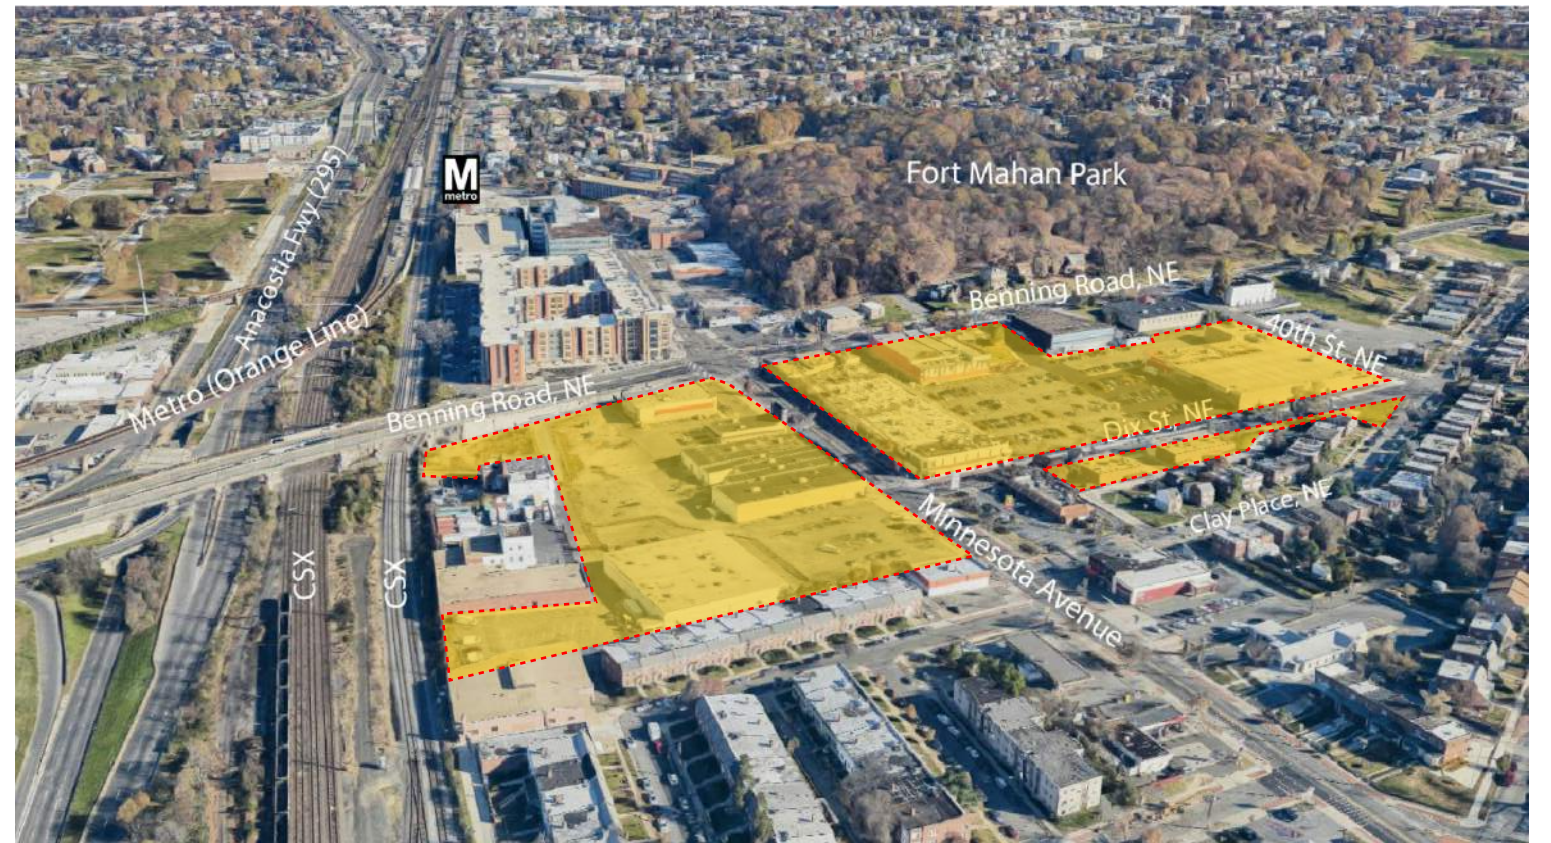 M
metro
Fort Mahan Park
Anacostia Fwy (295)
Benning Road, NE
40th St, NE
Metro (Orange Line)
Benning Road, NE
Dix St, NE
Minnesota Avenue
Clay Place, NE
CSX
CSX